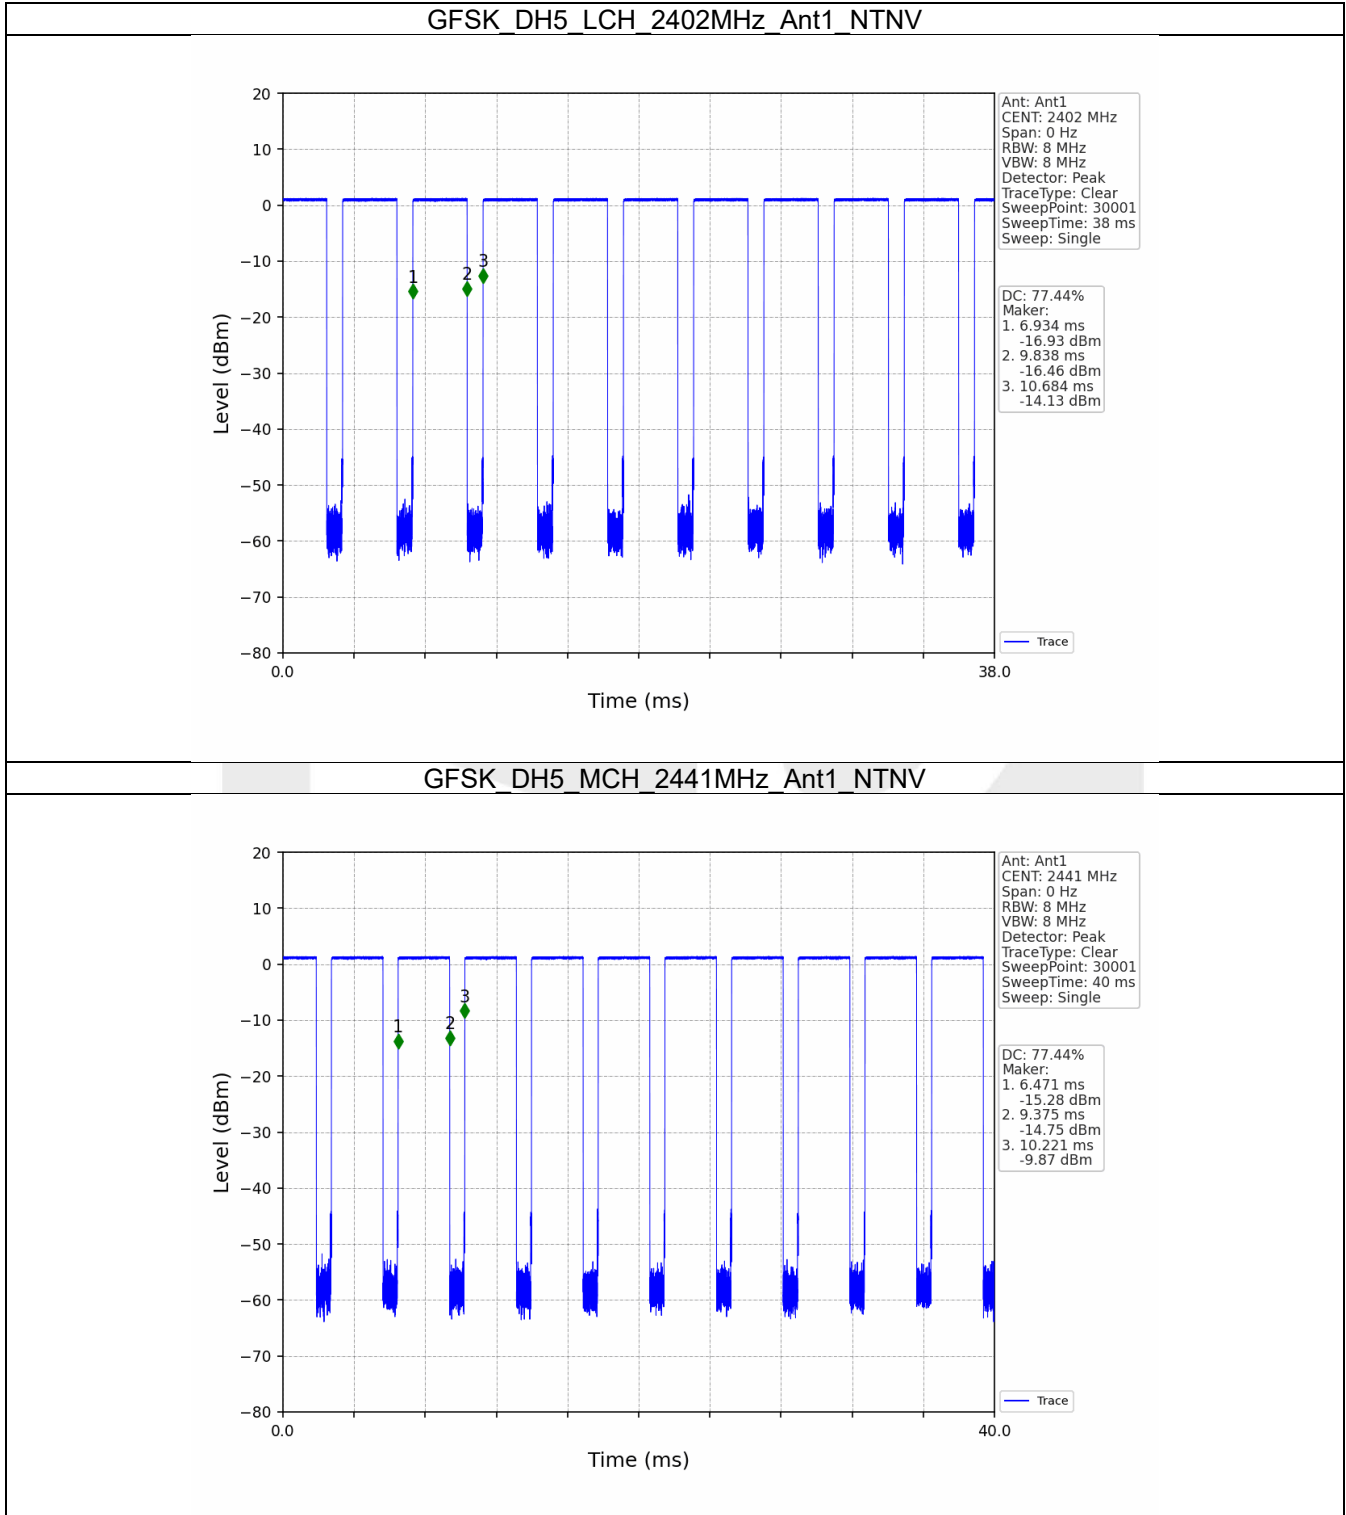 GFSK_DH5_LCH_2402MHz_Ant1_NTNV
20
10
0
−10
−20
−30
−40
−50
−60
−70
−80
Level (dBm)
1
2
3
0.0
38.0
Time (ms)
Ant: Ant1
CENT: 2402 MHz
Span: 0 Hz
RBW: 8 MHz
VBW: 8 MHz
Detector: Peak
TraceType: Clear
SweepPoint: 30001
SweepTime: 38 ms
Sweep: Single
DC: 77.44%
Maker:
1. 6.934 ms
-16.93 dBm
2. 9.838 ms
-16.46 dBm
3. 10.684 ms
-14.13 dBm
Trace
GFSK_DH5_MCH_2441MHz_Ant1_NTNV
20
10
0
−10
−20
−30
−40
−50
−60
−70
−80
Level (dBm)
1
2
3
0.0
40.0
Time (ms)
Ant: Ant1
CENT: 2441 MHz
Span: 0 Hz
RBW: 8 MHz
VBW: 8 MHz
Detector: Peak
TraceType: Clear
SweepPoint: 30001
SweepTime: 40 ms
Sweep: Single
DC: 77.44%
Maker:
1. 6.471 ms
-15.28 dBm
2. 9.375 ms
-14.75 dBm
3. 10.221 ms
-9.87 dBm
Trace